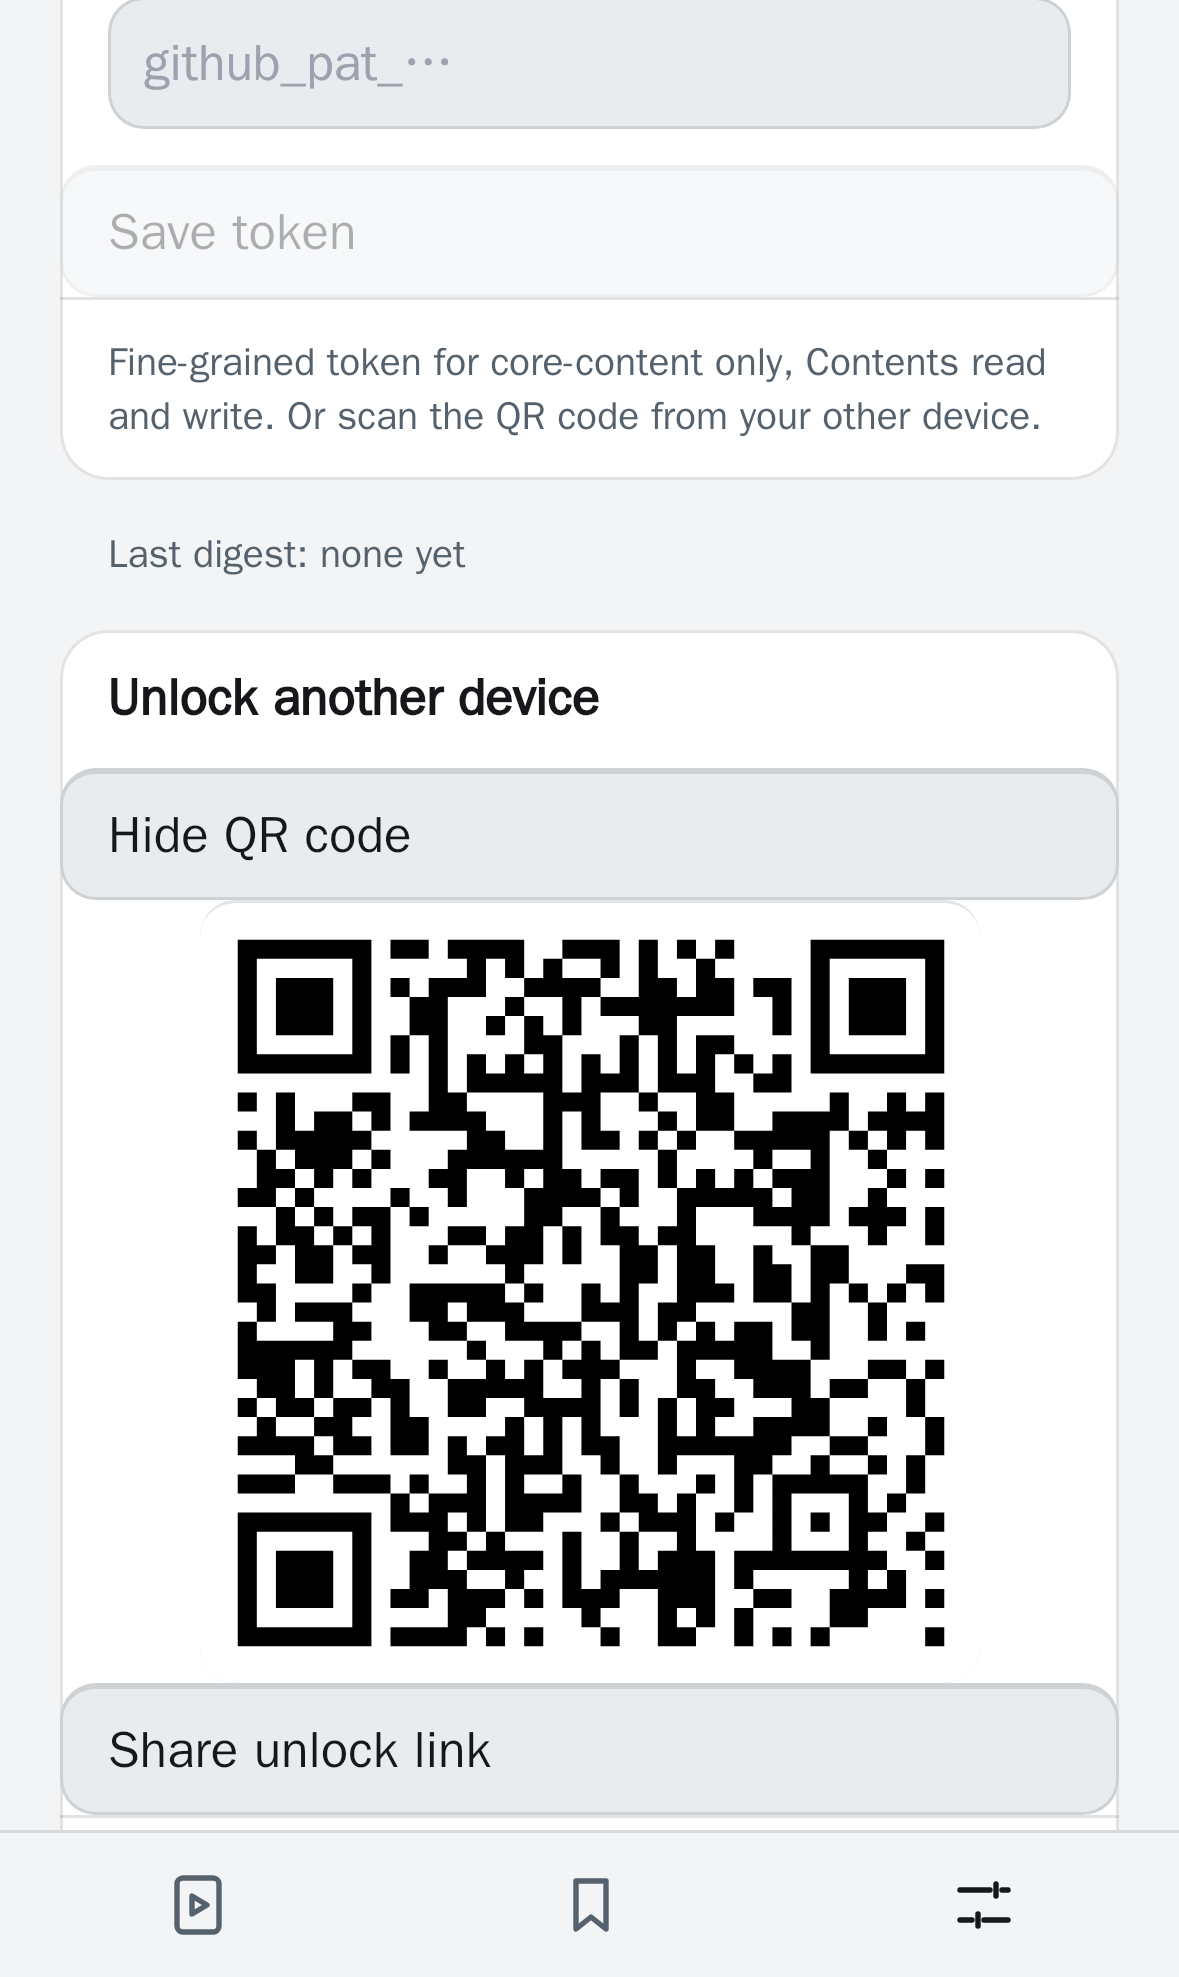 github_pat_…
Save token
Fine-grained token for core-content only, Contents read
and write. Or scan the QR code from your other device.
Last digest: none yet
Unlock another device
Hide QR code
Share unlock link